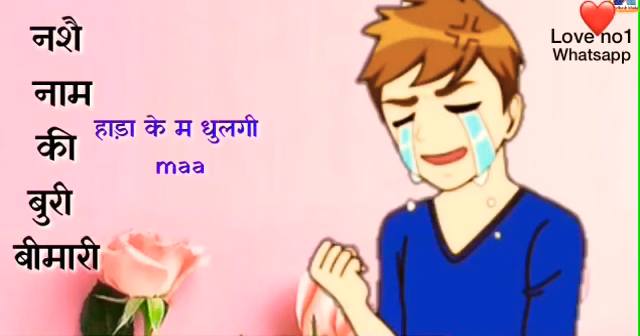 नशै
नाम
की
बुरी
बीमारी
हाड़ा के म धुलगी
maa
Love no1
Whatsapp